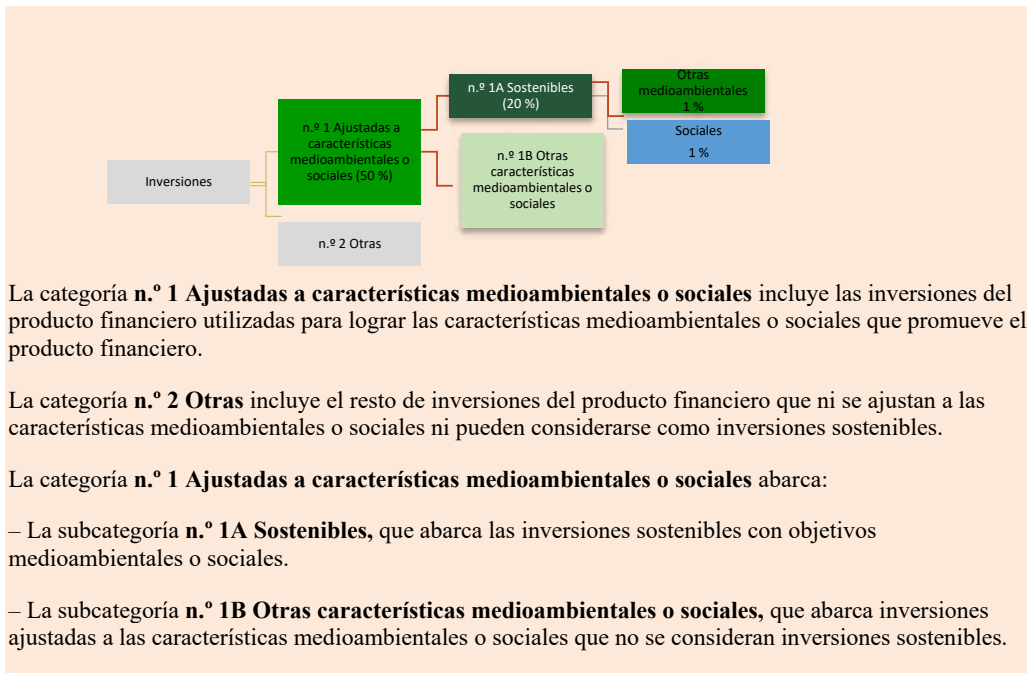 Inversiones
n.º 1 Ajustadas a
características
medioambientales o
sociales (50 %)
n.º 2 Otras
n.º 1A Sostenibles
(20 %)
n.º 1B Otras
características
medioambientales o
sociales
Otras
medioambientales
1 %
Sociales
1 %
La categoría n.º 1 Ajustadas a características medioambientales o sociales incluye las inversiones del
producto financiero utilizadas para lograr las características medioambientales o sociales que promueve el
producto financiero.
La categoría n.º 2 Otras incluye el resto de inversiones del producto financiero que ni se ajustan a las
características medioambientales o sociales ni pueden considerarse como inversiones sostenibles.
La categoría n.º 1 Ajustadas a características medioambientales o sociales abarca:
– La subcategoría n.º 1A Sostenibles, que abarca las inversiones sostenibles con objetivos
medioambientales o sociales.
– La subcategoría n.º 1B Otras características medioambientales o sociales, que abarca inversiones
ajustadas a las características medioambientales o sociales que no se consideran inversiones sostenibles.